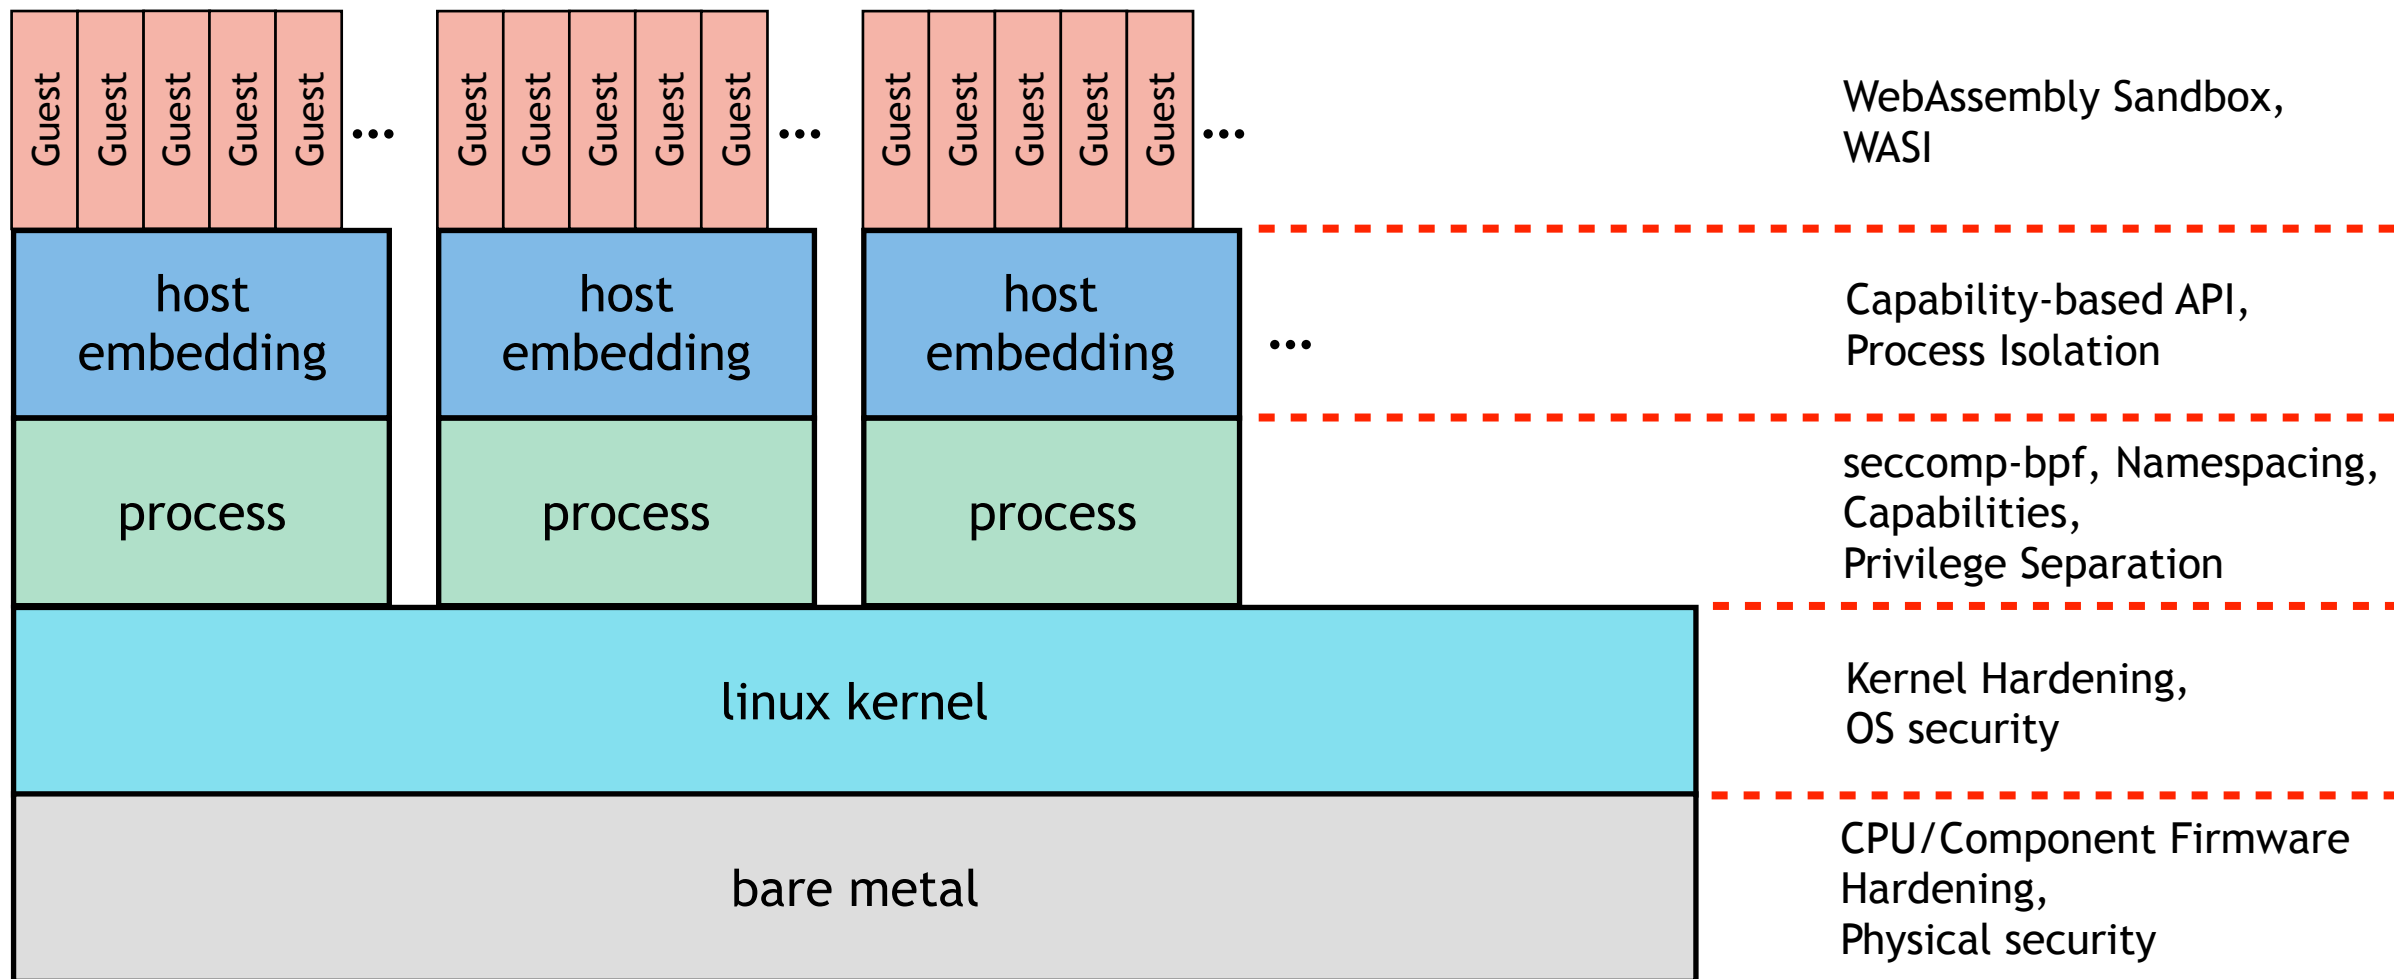 Guest Guest Guest Guest Guest ... Guest Guest Guest Guest Guest ... Guest Guest Guest Guest Guest ...
WebAssembly Sandbox,
WASI
host
embedding
host
embedding
host
embedding
...
Capability-based API,
Process Isolation
process
process
process
seccomp-bpf, Namespacing,
Capabilities,
Privilege Separation
linux kernel
Kernel Hardening,
OS security
bare metal
CPU/Component Firmware
Hardening,
Physical security